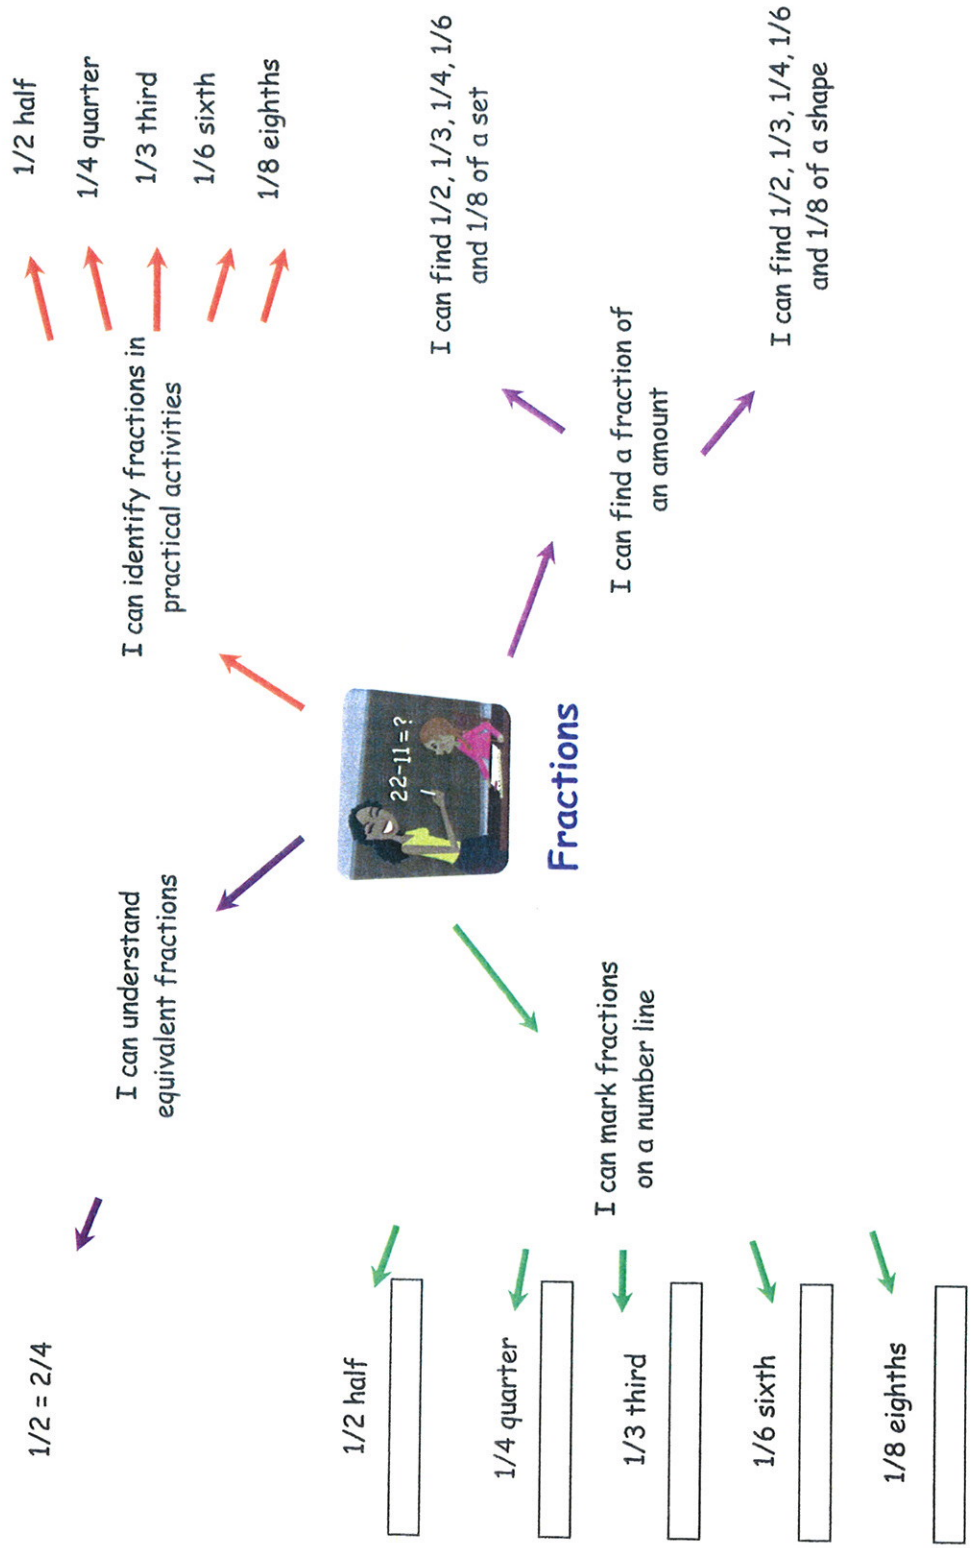 1/2 = 2/4
I can understand
equivalent fractions
I can identify fractions in
practical activities
1/2 half
1/4 quarter
1/3 third
1/6 sixth
1/8 eighths
22-11=?
Fractions
I can find a fraction of
an amount
I can find 1/2, 1/3, 1/4, 1/6
and 1/8 of a set
I can find 1/2, 1/3, 1/4, 1/6
and 1/8 of a shape
I can mark fractions
on a number line
1/2 half
1/4 quarter
1/3 third
1/6 sixth
1/8 eighths